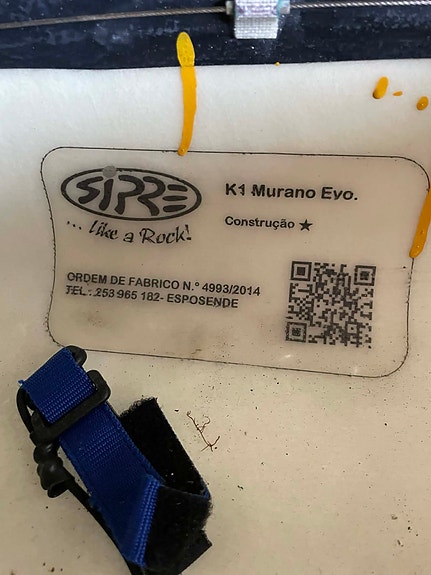 SIPRE
... Like a Rock!
K1 Murano Evo.
Construção ★
ORDEM DE FABRICO N.º 4993/2014
TEL.: 253 965 182- ESPOSENDE